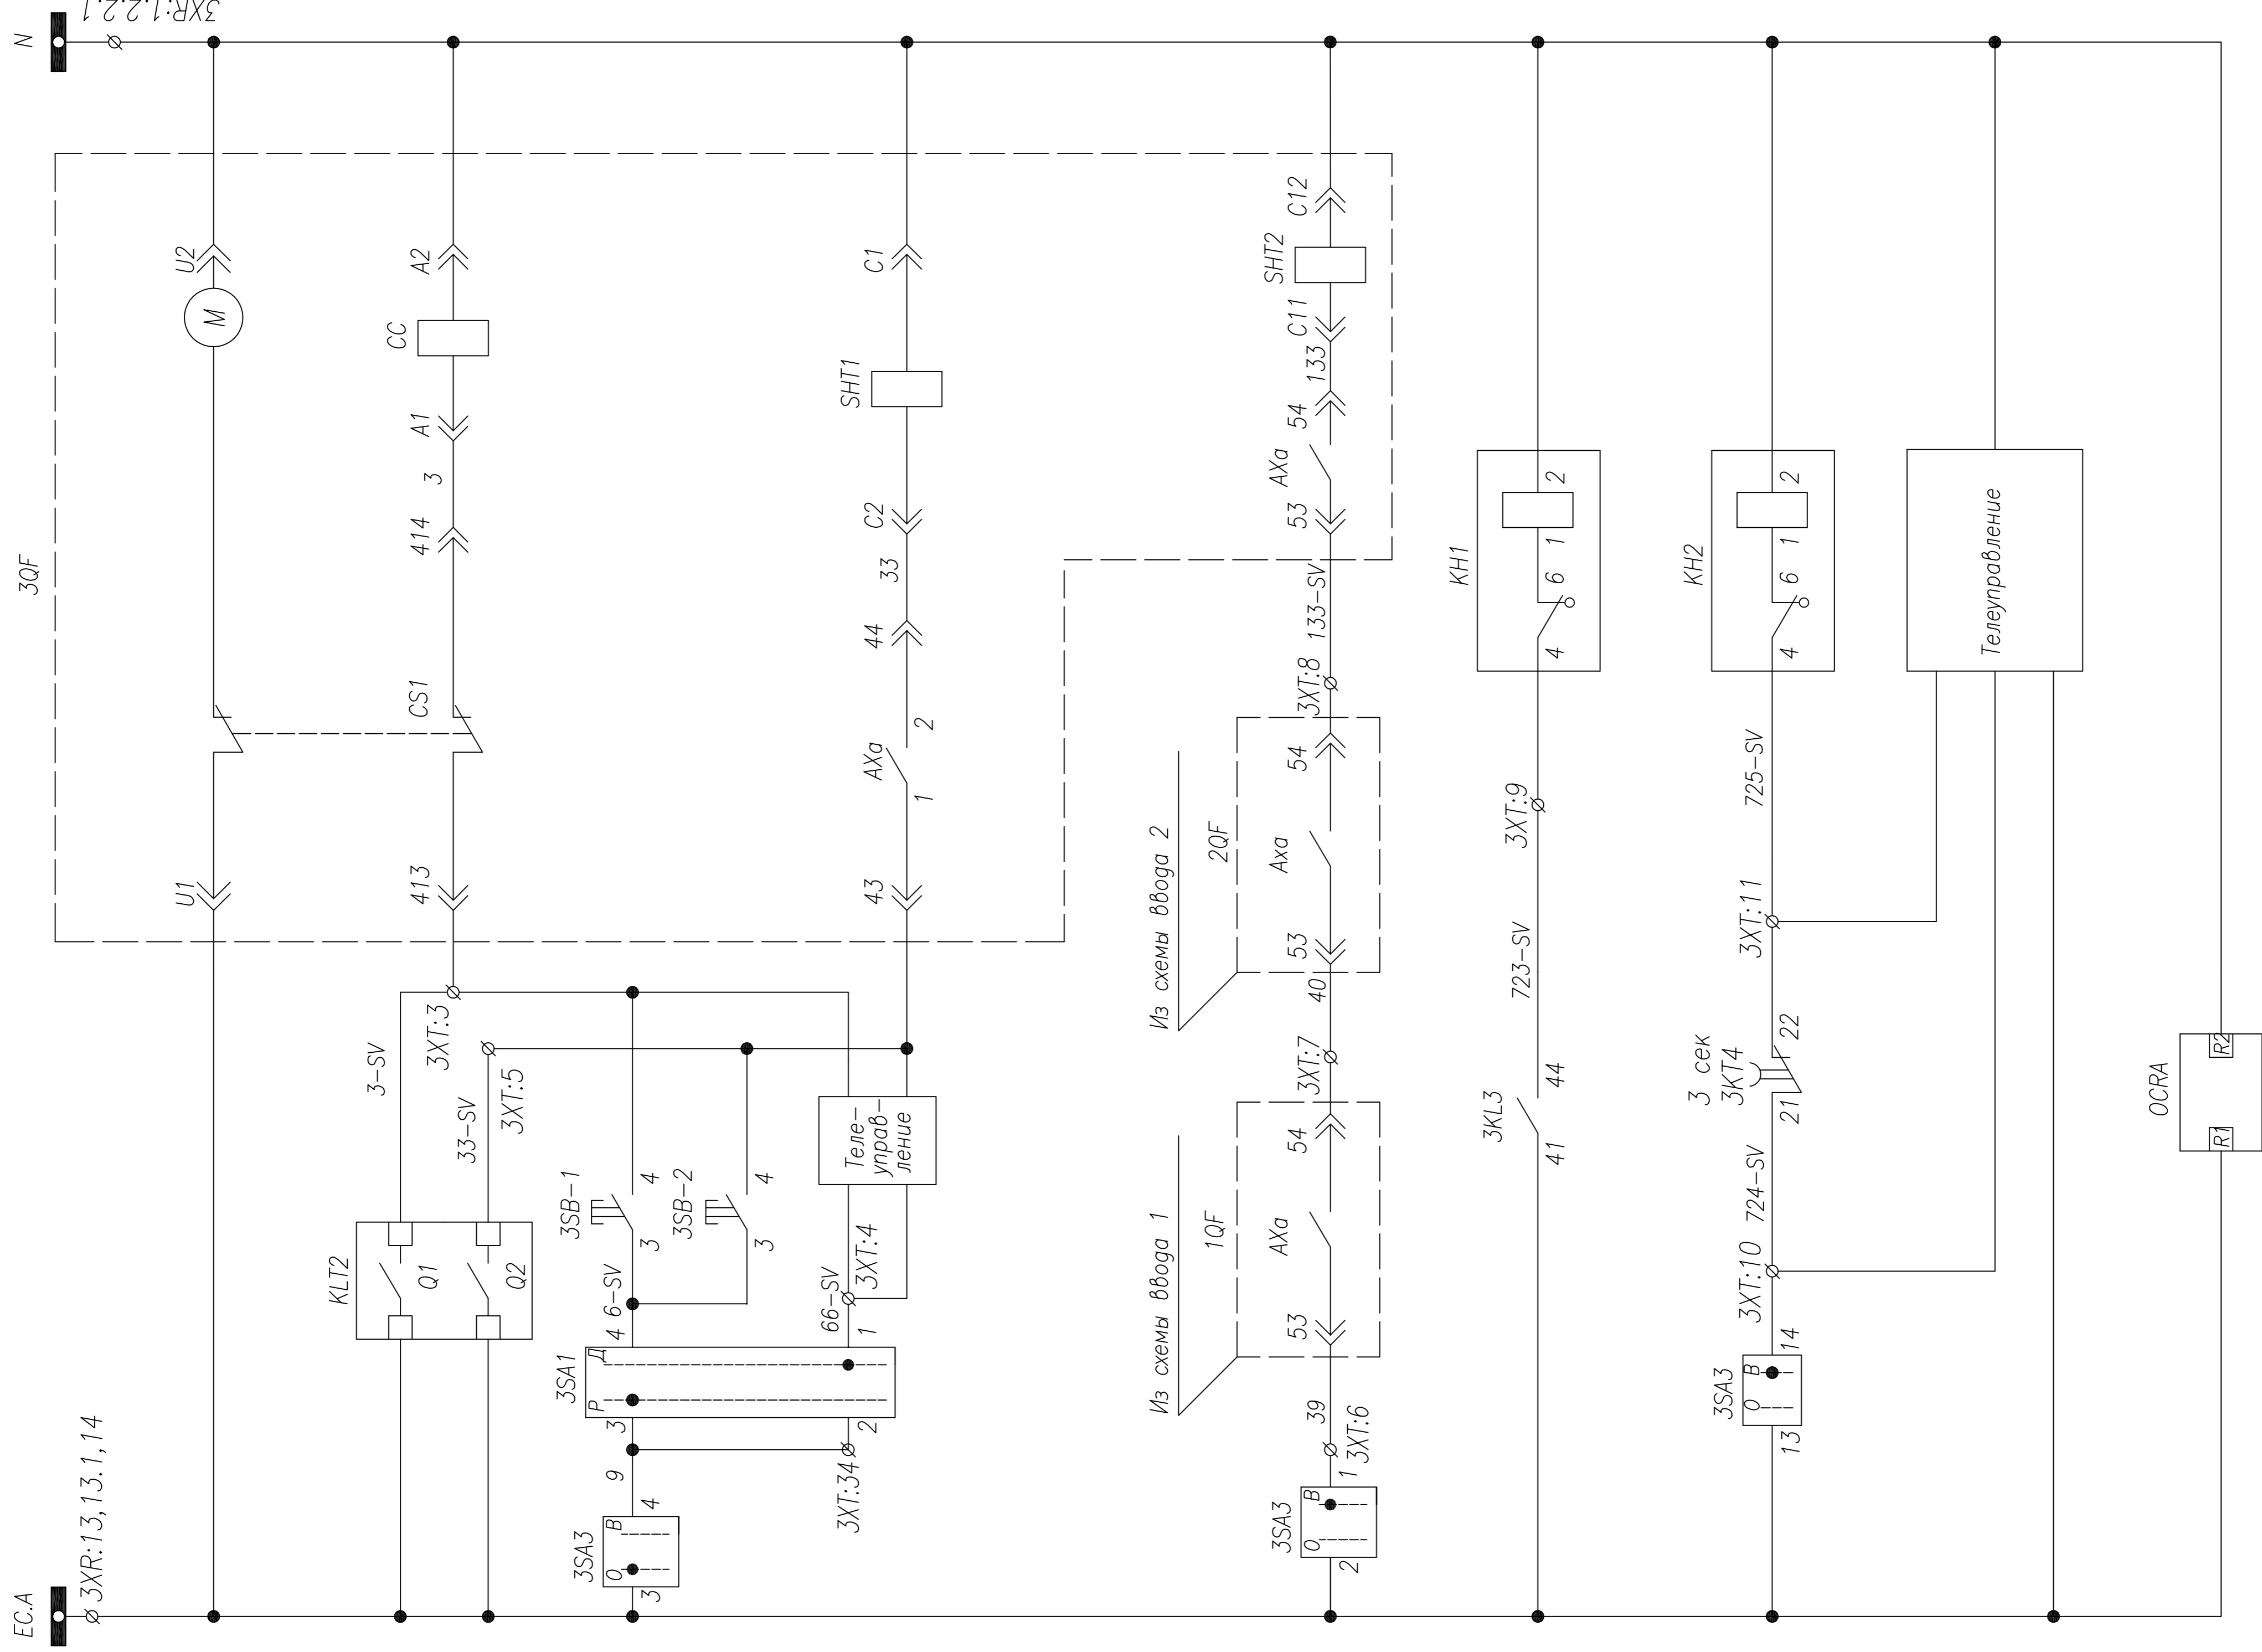 EC.A
3XR:13,13.1,14
N
3XR:1.2:2.1
3QF
U1
M
U2
413
CS1
414
3
A1
CC
A2
43
1
AXa
2
44
33
C2
SHT1
C1
KLT2
Q1
Q2
3-SV
33-SV
3XT:3
3XT:5
3SA3
O
B
3
4
9
3XT:34
3SA1
Р
Д
3
4
2
1
6-SV
66-SV
3XT:4
3SB-1
3
4
3SB-2
3
4
Теле-
управ-
ление
3SA3
O
B
2
1
39
3XT:6
Из схемы Ввода 1
1QF
53
AXa
54
3XT:7
40
Из схемы Ввода 2
2QF
53
Axa
54
3XT:8
133-SV
53
AXa
54
133
C11
SHT2
C12
3KL3
41
44
723-SV
3XT:9
KH1
4
6
1
2
3SA3
O
B
13
14
3XT:10
724-SV
3 сек
3KT4
21
22
3XT:11
725-SV
KH2
4
6
1
2
Телеуправление
OCRA
R1
R2